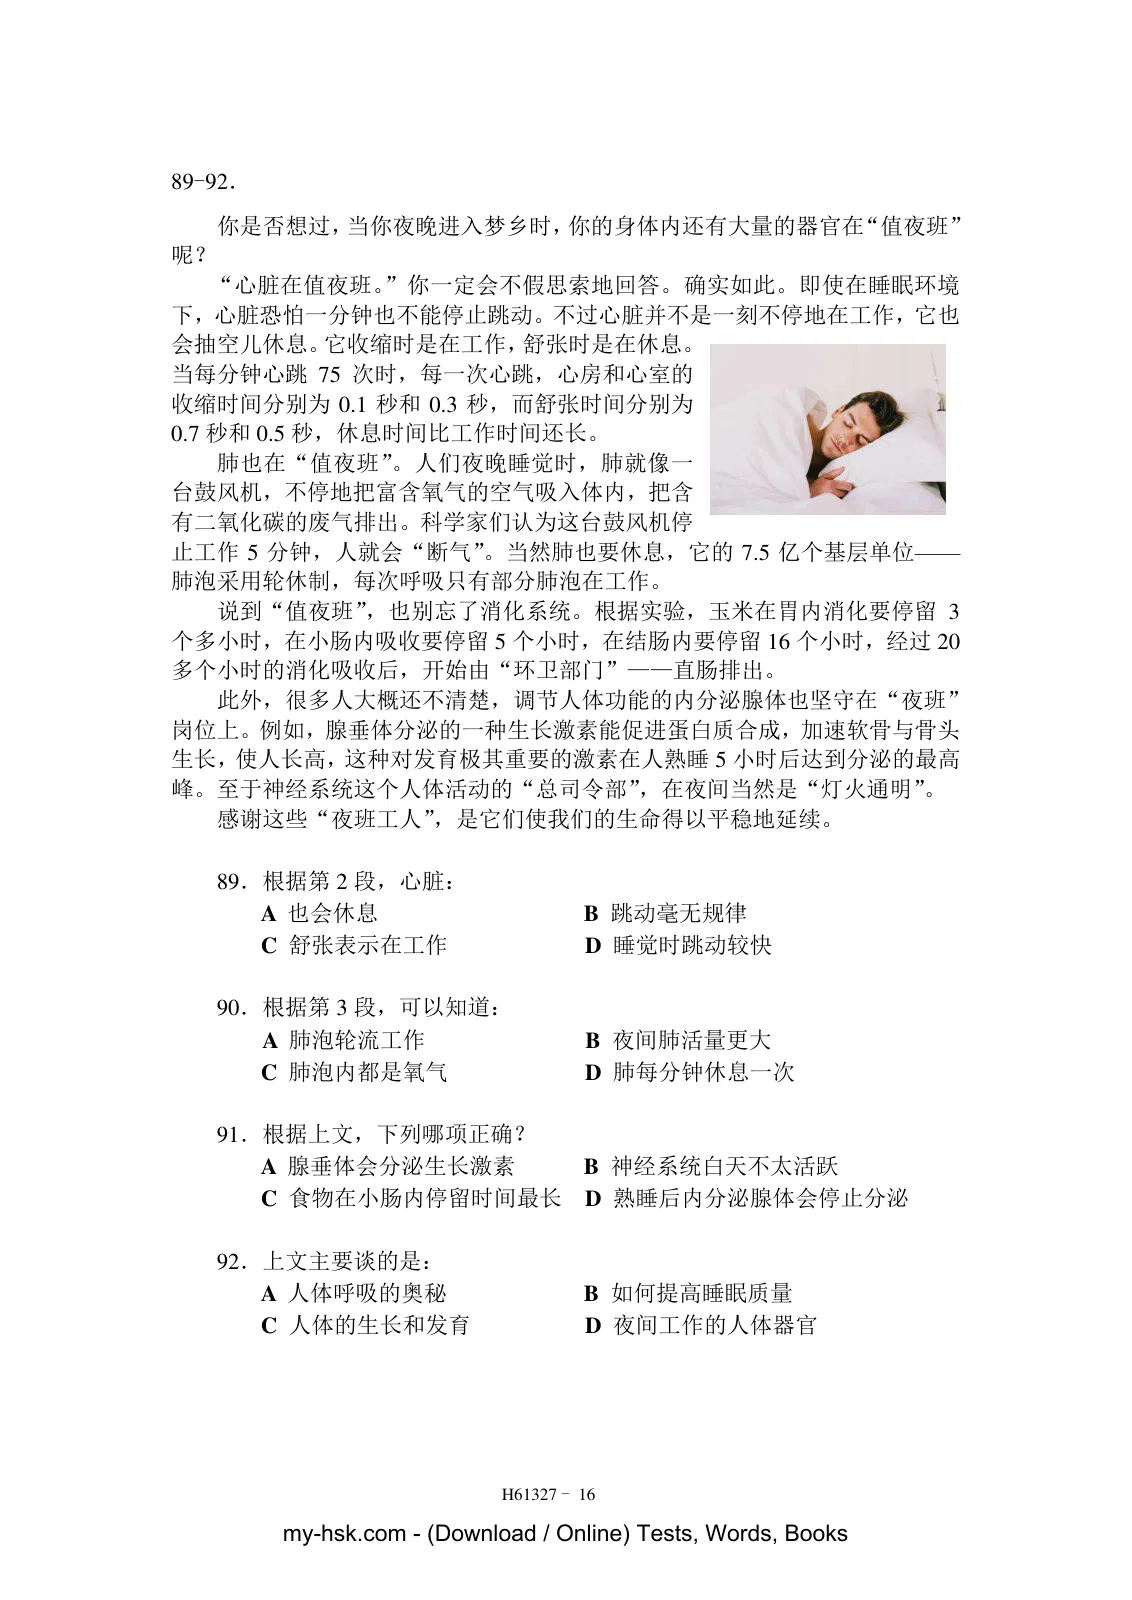 89-92.
你是否想过，当你夜晚进入梦乡时，你的身体内还有大量的器官在“值夜班”
呢？
“心脏在值夜班。”你一定会不假思索地回答。确实如此。即使在睡眠环境
下，心脏恐怕一分钟也不能停止跳动。不过心脏并不是一刻不停地在工作，它也
会抽空儿休息。它收缩时是在工作，舒张时是在休息。
当每分钟心跳 75 次时，每一次心跳，心房和心室的
收缩时间分别为 0.1 秒和 0.3 秒，而舒张时间分别为
0.7 秒和 0.5 秒，休息时间比工作时间还长。
肺也在“值夜班”。人们夜晚睡觉时，肺就像一
台鼓风机，不停地把富含氧气的空气吸入体内，把含
有二氧化碳的废气排出。科学家们认为这台鼓风机停
止工作 5 分钟，人就会“断气”。当然肺也要休息，它的 7.5 亿个基层单位——
肺泡采用轮休制，每次呼吸只有部分肺泡在工作。
说到“值夜班”，也别忘了消化系统。根据实验，玉米在胃内消化要停留 3
个多小时，在小肠内吸收要停留 5 个小时，在结肠内要停留 16 个小时，经过 20
多个小时的消化吸收后，开始由“环卫部门”——直肠排出。
此外，很多人大概还不清楚，调节人体功能的内分泌腺体也坚守在“夜班”
岗位上。例如，腺垂体分泌的一种生长激素能促进蛋白质合成，加速软骨与骨头
生长，使人长高，这种对发育极其重要的激素在人熟睡 5 小时后达到分泌的最高
峰。至于神经系统这个人体活动的“总司令部”，在夜间当然是“灯火通明”。
感谢这些“夜班工人”，是它们使我们的生命得以平稳地延续。
89．根据第 2 段，心脏：
A 也会休息 B 跳动毫无规律
C 舒张表示在工作 D 睡觉时跳动较快
90．根据第 3 段，可以知道：
A 肺泡轮流工作 B 夜间肺活量更大
C 肺泡内都是氧气 D 肺每分钟休息一次
91．根据上文，下列哪项正确？
A 腺垂体会分泌生长激素 B 神经系统白天不太活跃
C 食物在小肠内停留时间最长 D 熟睡后内分泌腺体会停止分泌
92．上文主要谈的是：
A 人体呼吸的奥秘 B 如何提高睡眠质量
C 人体的生长和发育 D 夜间工作的人体器官
H61327 - 16
my-hsk.com - (Download / Online) Tests, Words, Books